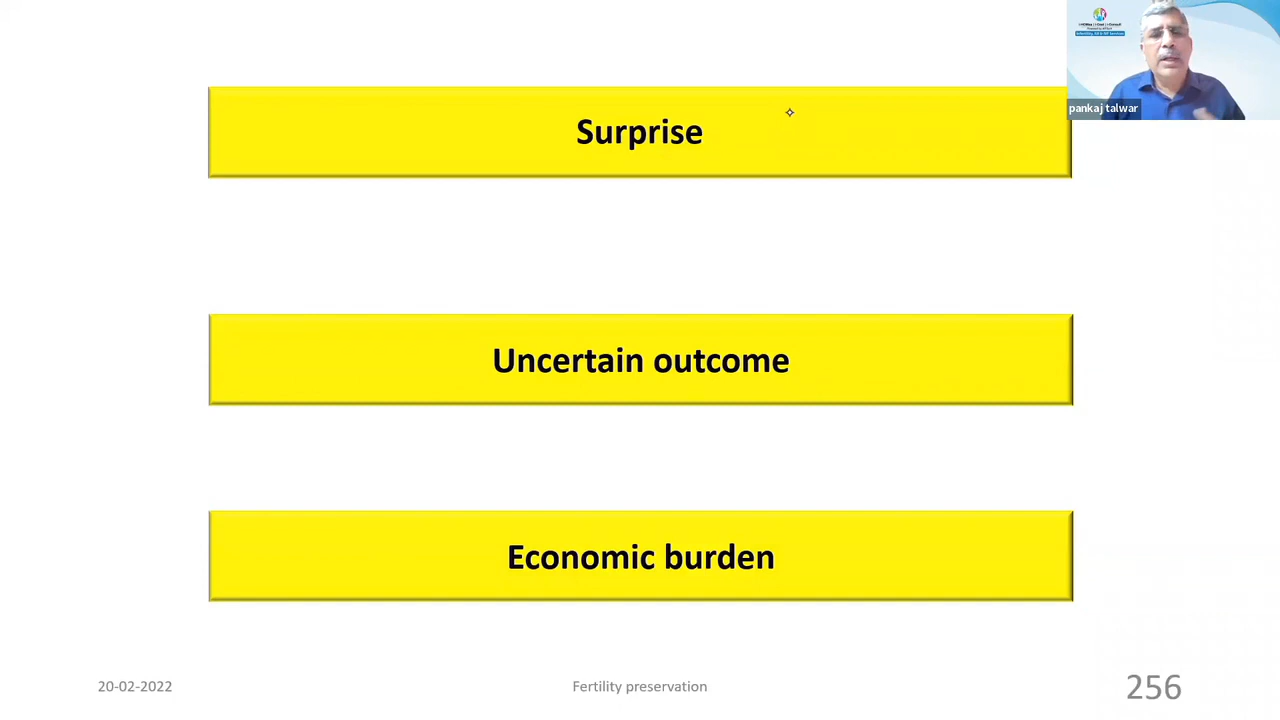 Surprise
pankaj talwar
Uncertain outcome
Economic burden
20-02-2022
Fertility preservation
256